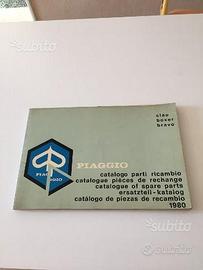 subito
ciao
boxer
bravo
PIAGGIO
PIAGGIO
catalogo parti ricambio
catalogue pièces de rechange
catalogue of spare parts
ersatzteil-katalog
catálogo de piezas de recambio
1980
subito